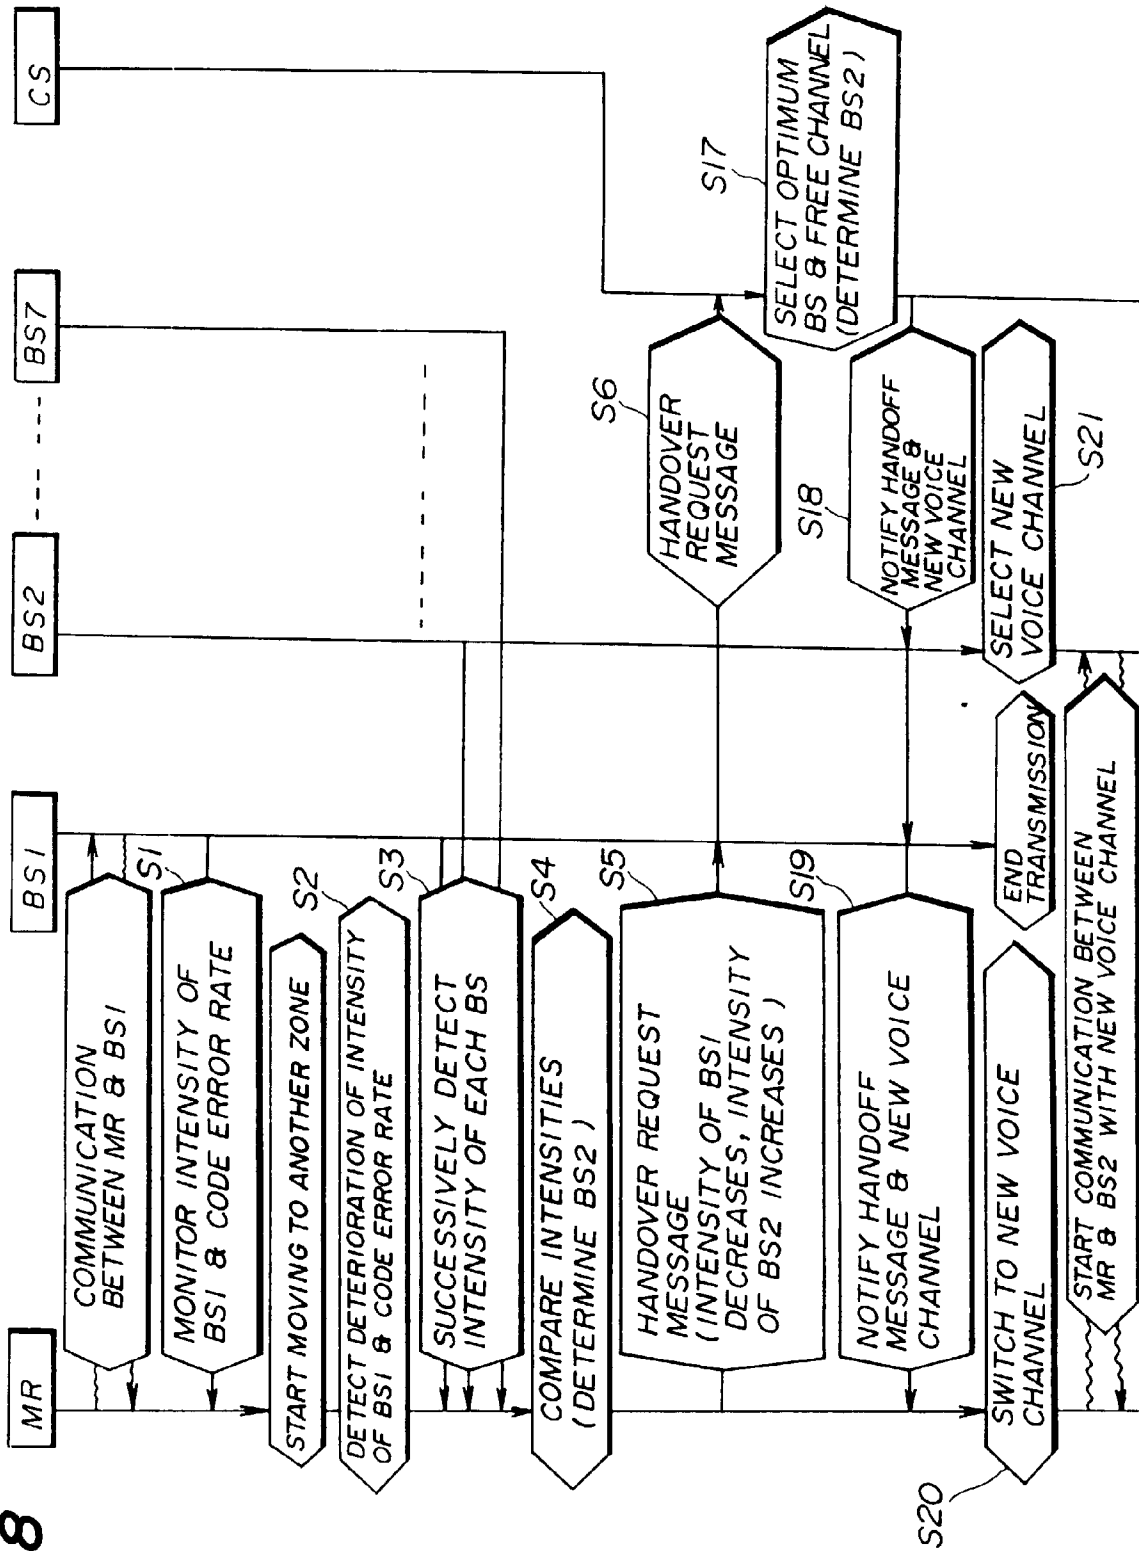 8
MR
BS1
BS2
BS7
CS
COMMUNICATION
BETWEEN MR & BS1
S1
MONITOR INTENSITY OF
BS1 & CODE ERROR RATE
START MOVING TO ANOTHER ZONE
S2
DETECT DETERIORATION OF INTENSITY
OF BS1 & CODE ERROR RATE
S3
SUCCESSIVELY DETECT
INTENSITY OF EACH BS
S4
COMPARE INTENSITIES
(DETERMINE BS2)
S5
HANDOVER REQUEST
MESSAGE
(INTENSITY OF BS1
DECREASES, INTENSITY
OF BS2 INCREASES)
S6
HANDOVER
REQUEST
MESSAGE
S17
SELECT OPTIMUM
BS & FREE CHANNEL
(DETERMINE BS2)
S18
NOTIFY HANDOFF
MESSAGE &
NEW VOICE
CHANNEL
S19
NOTIFY HANDOFF
MESSAGE & NEW VOICE
CHANNEL
S20
SWITCH TO NEW VOICE
CHANNEL
END
TRANSMISSION
SELECT NEW
VOICE CHANNEL
S21
START COMMUNICATION BETWEEN
MR & BS2 WITH NEW VOICE CHANNEL